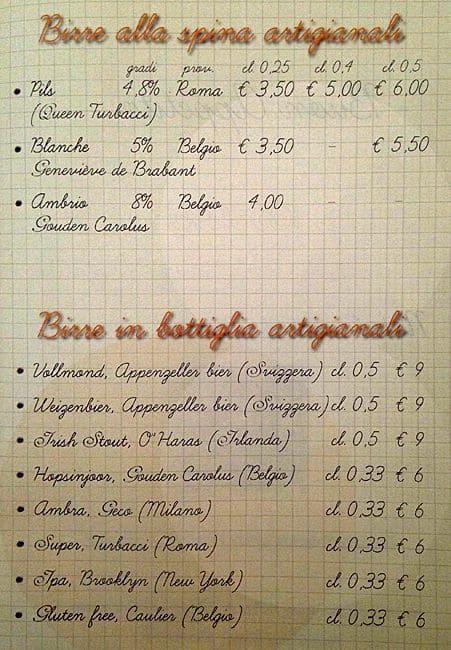 Birre alla spina artigianali
gradi prov. cl 0,25 cl 0,4 cl 0,5
• Pils 4,8% Roma € 3,50 € 5,00 € 6,00
(Queen Turbacci)
• Blanche 5% Belgio € 3,50 - € 5,50
Geneviève de Brabant
• Ambrio 8% Belgio 4,00 - -
Gouden Carolus
Birre in bottiglia artigianali
• Vollmond, Appenzeller bier (Svizzera) cl. 0,5 € 9
• Weizenbier, Appenzeller bier (Svizzera) cl. 0,5 € 9
• Irish Stout, O"Haras (Irlanda) cl. 0,5 € 9
• Hopsinjoor, Gouden Carolus (Belgio) cl. 0,33 € 6
• Ambra, Geco (Milano) cl. 0,33 € 6
• Super, Turbacci (Roma) cl. 0,33 € 6
• Ipa, Brooklyn (New York) cl. 0,33 € 6
• Gluten free, Caulier (Belgio) cl. 0,33 € 6